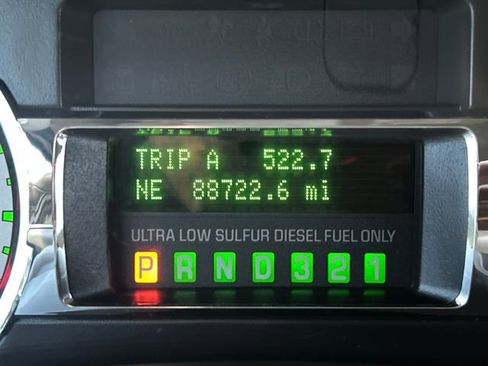 TRIP A 522.7
NE 88722.6 mi
ULTRA LOW SULFUR DIESEL FUEL ONLY
P R N D 3 2 1